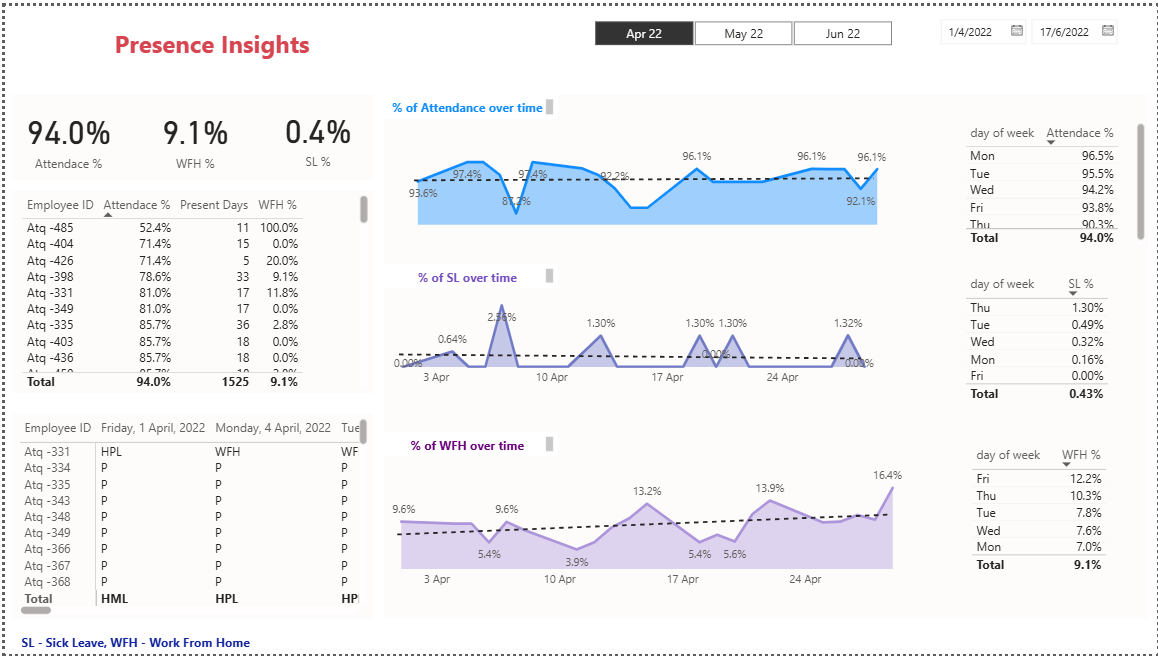 Presence Insights
Apr 22
May 22
Jun 22
1/4/2022
17/6/2022
94.0%
Attendace %
9.1%
WFH %
0.4%
SL %
Employee ID Attendace % Present Days WFH %
Atq -485 52.4% 11 100.0%
Atq -404 71.4% 15 0.0%
Atq -426 71.4% 5 20.0%
Atq -398 78.6% 33 9.1%
Atq -331 81.0% 17 11.8%
Atq -349 81.0% 17 0.0%
Atq -335 85.7% 36 2.8%
Atq -403 85.7% 18 0.0%
Atq -436 85.7% 18 0.0%
Total 94.0% 1525 9.1%
Employee ID Friday, 1 April, 2022 Monday, 4 April, 2022 Tue
Atq -331 HPL WFH WF
Atq -334 P P P
Atq -335 P P P
Atq -343 P P P
Atq -348 P P P
Atq -349 P P P
Atq -366 P P P
Atq -367 P P P
Atq -368 P P P
Total HML HPL HP
SL - Sick Leave, WFH - Work From Home
% of Attendance over time
93.6%
97.4%
87.2%
97.4%
92.2%
96.1%
96.1%
92.1%
96.1%
% of SL over time
0.00%
0.64%
2.56%
1.30%
1.30%
0.00%
1.30%
1.32%
0.00%
3 Apr 10 Apr 17 Apr 24 Apr
% of WFH over time
9.6%
5.4%
9.6%
3.9%
13.2%
5.4%
5.6%
13.9%
16.4%
3 Apr 10 Apr 17 Apr 24 Apr
day of week Attendace %
Mon 96.5%
Tue 95.5%
Wed 94.2%
Fri 93.8%
Thu 90.3%
Total 94.0%
day of week SL %
Thu 1.30%
Tue 0.49%
Wed 0.32%
Mon 0.16%
Fri 0.00%
Total 0.43%
day of week WFH %
Fri 12.2%
Thu 10.3%
Tue 7.8%
Wed 7.6%
Mon 7.0%
Total 9.1%